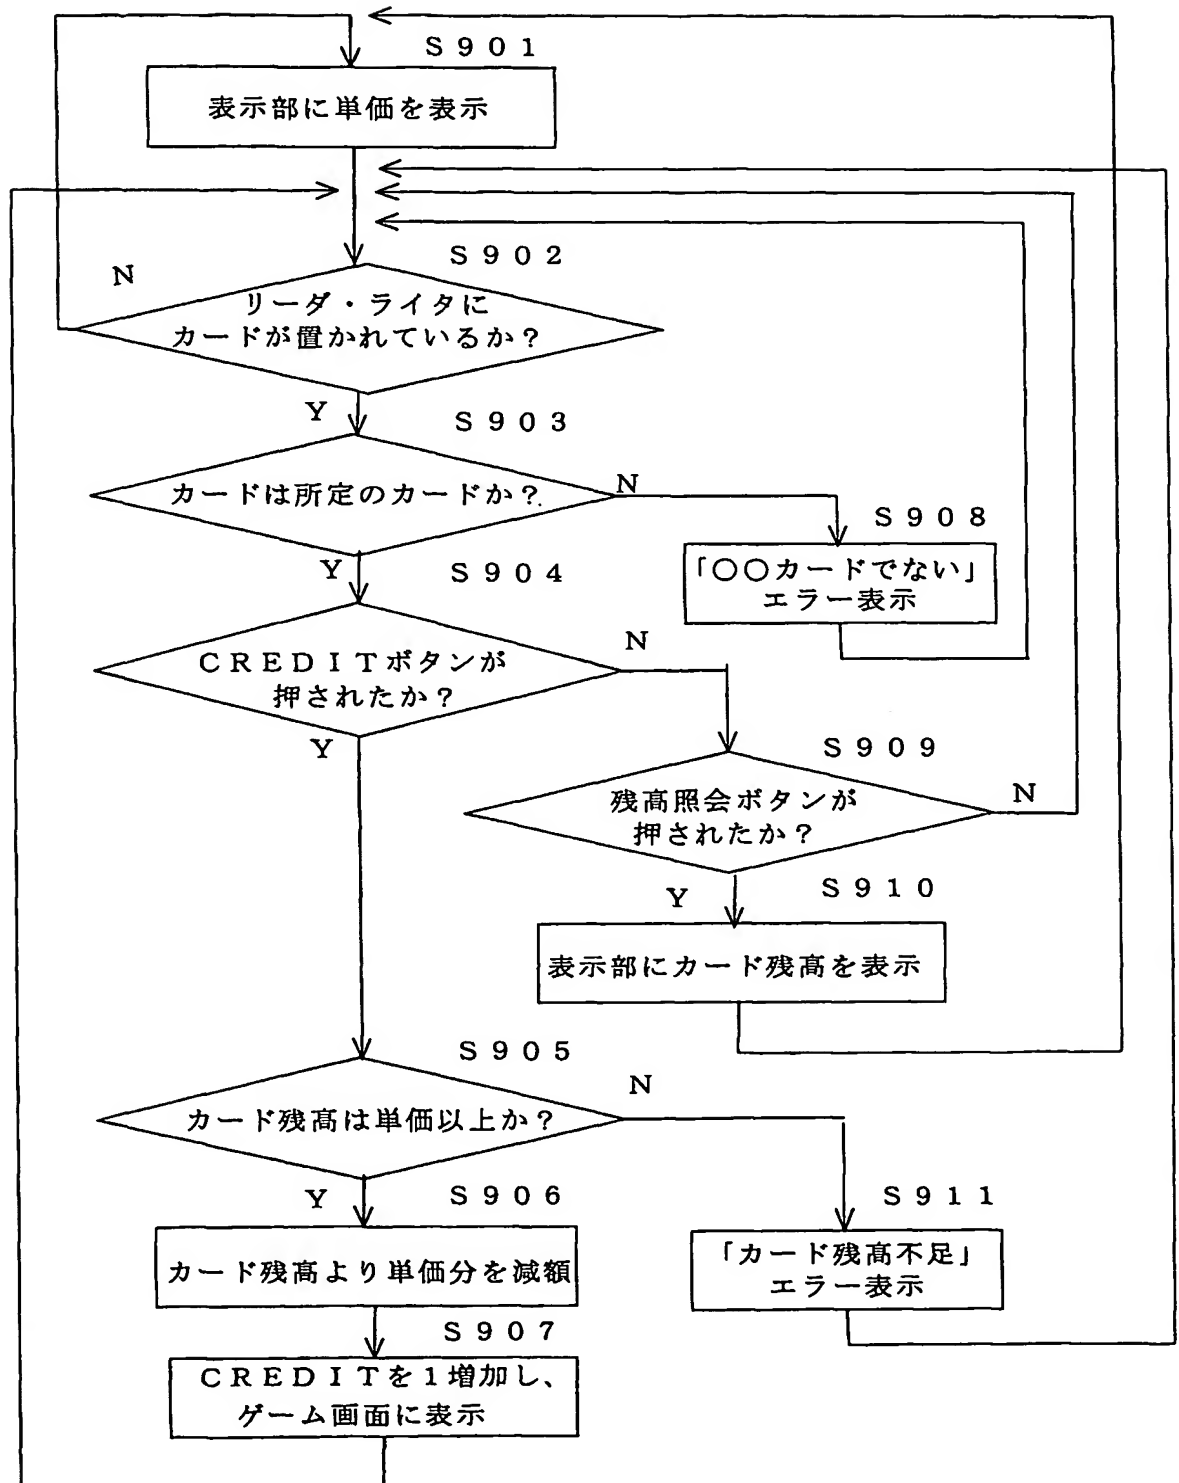 S901
表示部に単価を表示
S902
N
リーダ・ライタに
カードが置かれているか？
Y
S903
カードは所定のカードか？
N
S908
「〇〇カードでない」
エラー表示
Y
S904
CREDITボタンが
押されたか？
N
Y
S909
残高照会ボタンが
押されたか？
N
Y
S910
表示部にカード残高を表示
S905
カード残高は単価以上か？
N
Y
S906
カード残高より単価分を減額
S911
「カード残高不足」
エラー表示
S907
CREDITを1増加し、
ゲーム画面に表示